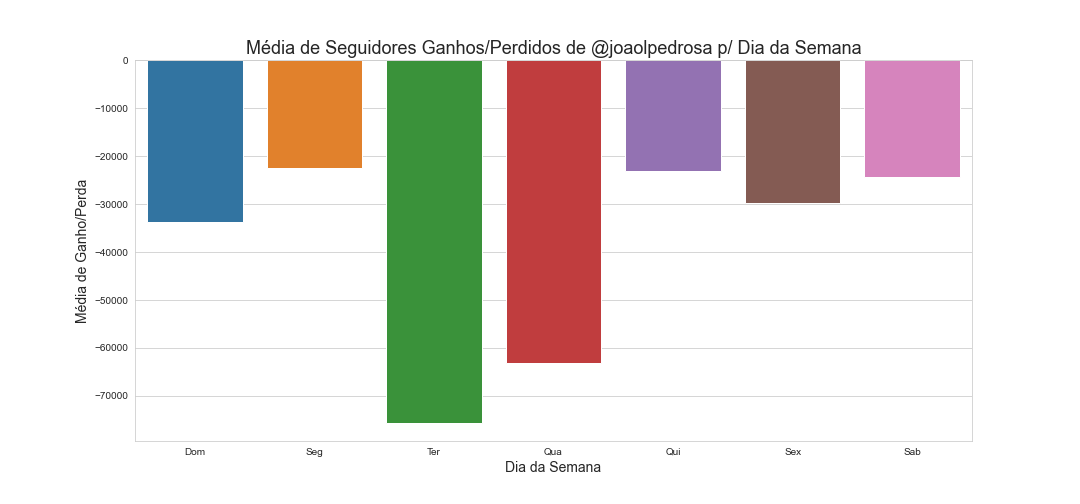 Média de Seguidores Ganhos/Perdidos de @joaolpedrosa p/ Dia da Semana
0
−10000
−20000
−30000
−40000
−50000
−60000
−70000
Média de Ganho/Perda
Dom Seg Ter Qua Qui Sex Sab
Dia da Semana